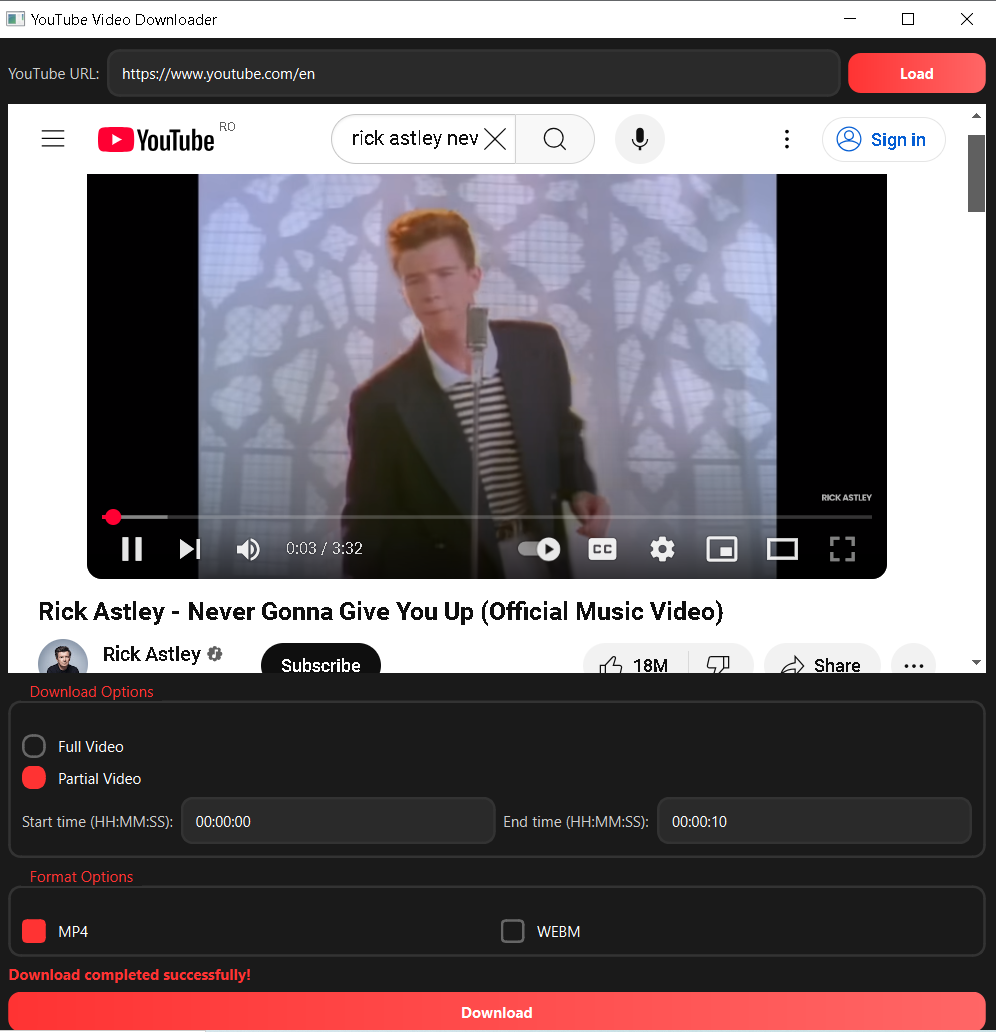 YouTube Video Downloader
YouTube URL: https://www.youtube.com/en Load
YouTube RO rick astley nev Sign in
RICK ASTLEY
0:03 / 3:32 CC
Rick Astley - Never Gonna Give You Up (Official Music Video)
Rick Astley Subscribe 18M Share
Download Options
Full Video
Partial Video
Start time (HH:MM:SS): 00:00:00 End time (HH:MM:SS): 00:00:10
Format Options
MP4 WEBM
Download completed successfully!
Download